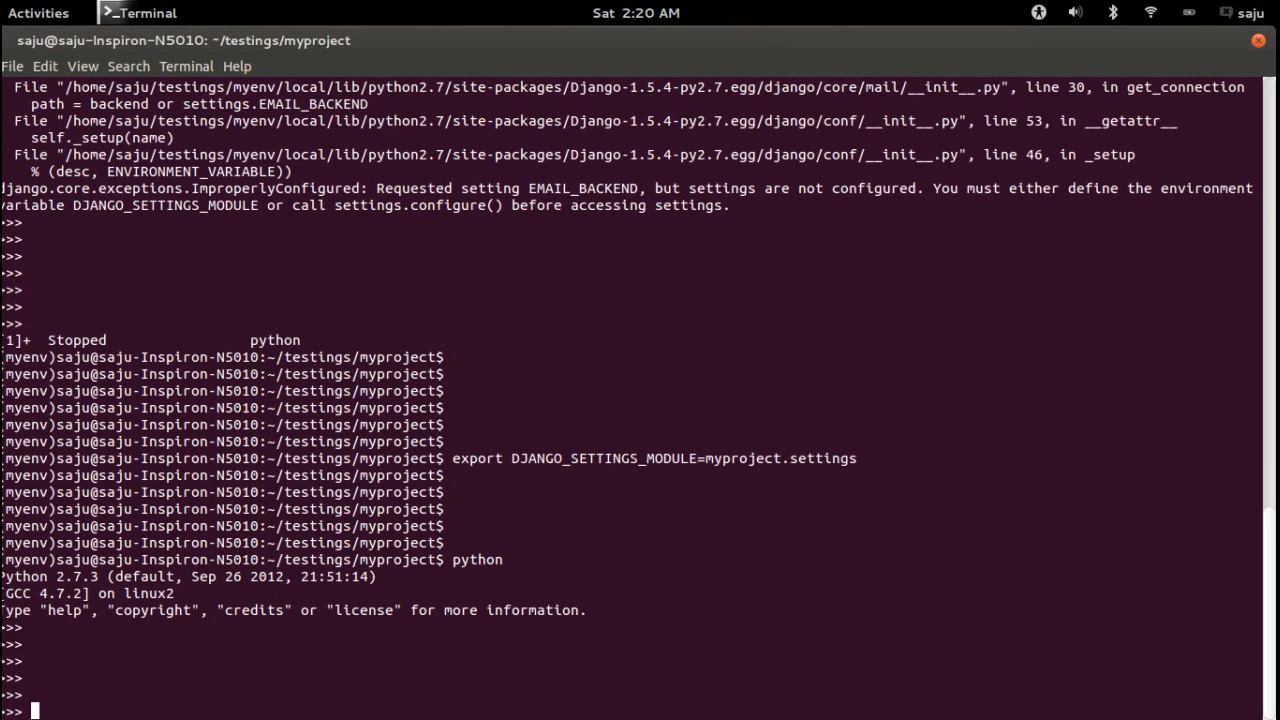 Activities
>_Terminal
Sat 2:20 AM
saju
saju@saju-Inspiron-N5010: ~/testings/myproject
File Edit View Search Terminal Help
File "/home/saju/testings/myenv/local/lib/python2.7/site-packages/Django-1.5.4-py2.7.egg/django/core/mail/__init__.py", line 30, in get_connection
path = backend or settings.EMAIL_BACKEND
File "/home/saju/testings/myenv/local/lib/python2.7/site-packages/Django-1.5.4-py2.7.egg/django/conf/__init__.py", line 53, in __getattr__
self._setup(name)
File "/home/saju/testings/myenv/local/lib/python2.7/site-packages/Django-1.5.4-py2.7.egg/django/conf/__init__.py", line 46, in _setup
% (desc, ENVIRONMENT_VARIABLE))
django.core.exceptions.ImproperlyConfigured: Requested setting EMAIL_BACKEND, but settings are not configured. You must either define the environment
variable DJANGO_SETTINGS_MODULE or call settings.configure() before accessing settings.
>>>
>>>
>>>
>>>
>>>
>>>
>>>
[1]+  Stopped                 python
(myenv)saju@saju-Inspiron-N5010:~/testings/myproject$
(myenv)saju@saju-Inspiron-N5010:~/testings/myproject$
(myenv)saju@saju-Inspiron-N5010:~/testings/myproject$
(myenv)saju@saju-Inspiron-N5010:~/testings/myproject$
(myenv)saju@saju-Inspiron-N5010:~/testings/myproject$
(myenv)saju@saju-Inspiron-N5010:~/testings/myproject$
(myenv)saju@saju-Inspiron-N5010:~/testings/myproject$ export DJANGO_SETTINGS_MODULE=myproject.settings
(myenv)saju@saju-Inspiron-N5010:~/testings/myproject$
(myenv)saju@saju-Inspiron-N5010:~/testings/myproject$
(myenv)saju@saju-Inspiron-N5010:~/testings/myproject$
(myenv)saju@saju-Inspiron-N5010:~/testings/myproject$
(myenv)saju@saju-Inspiron-N5010:~/testings/myproject$
(myenv)saju@saju-Inspiron-N5010:~/testings/myproject$ python
Python 2.7.3 (default, Sep 26 2012, 21:51:14)
[GCC 4.7.2] on linux2
Type "help", "copyright", "credits" or "license" for more information.
>>>
>>>
>>>
>>>
>>>
>>>